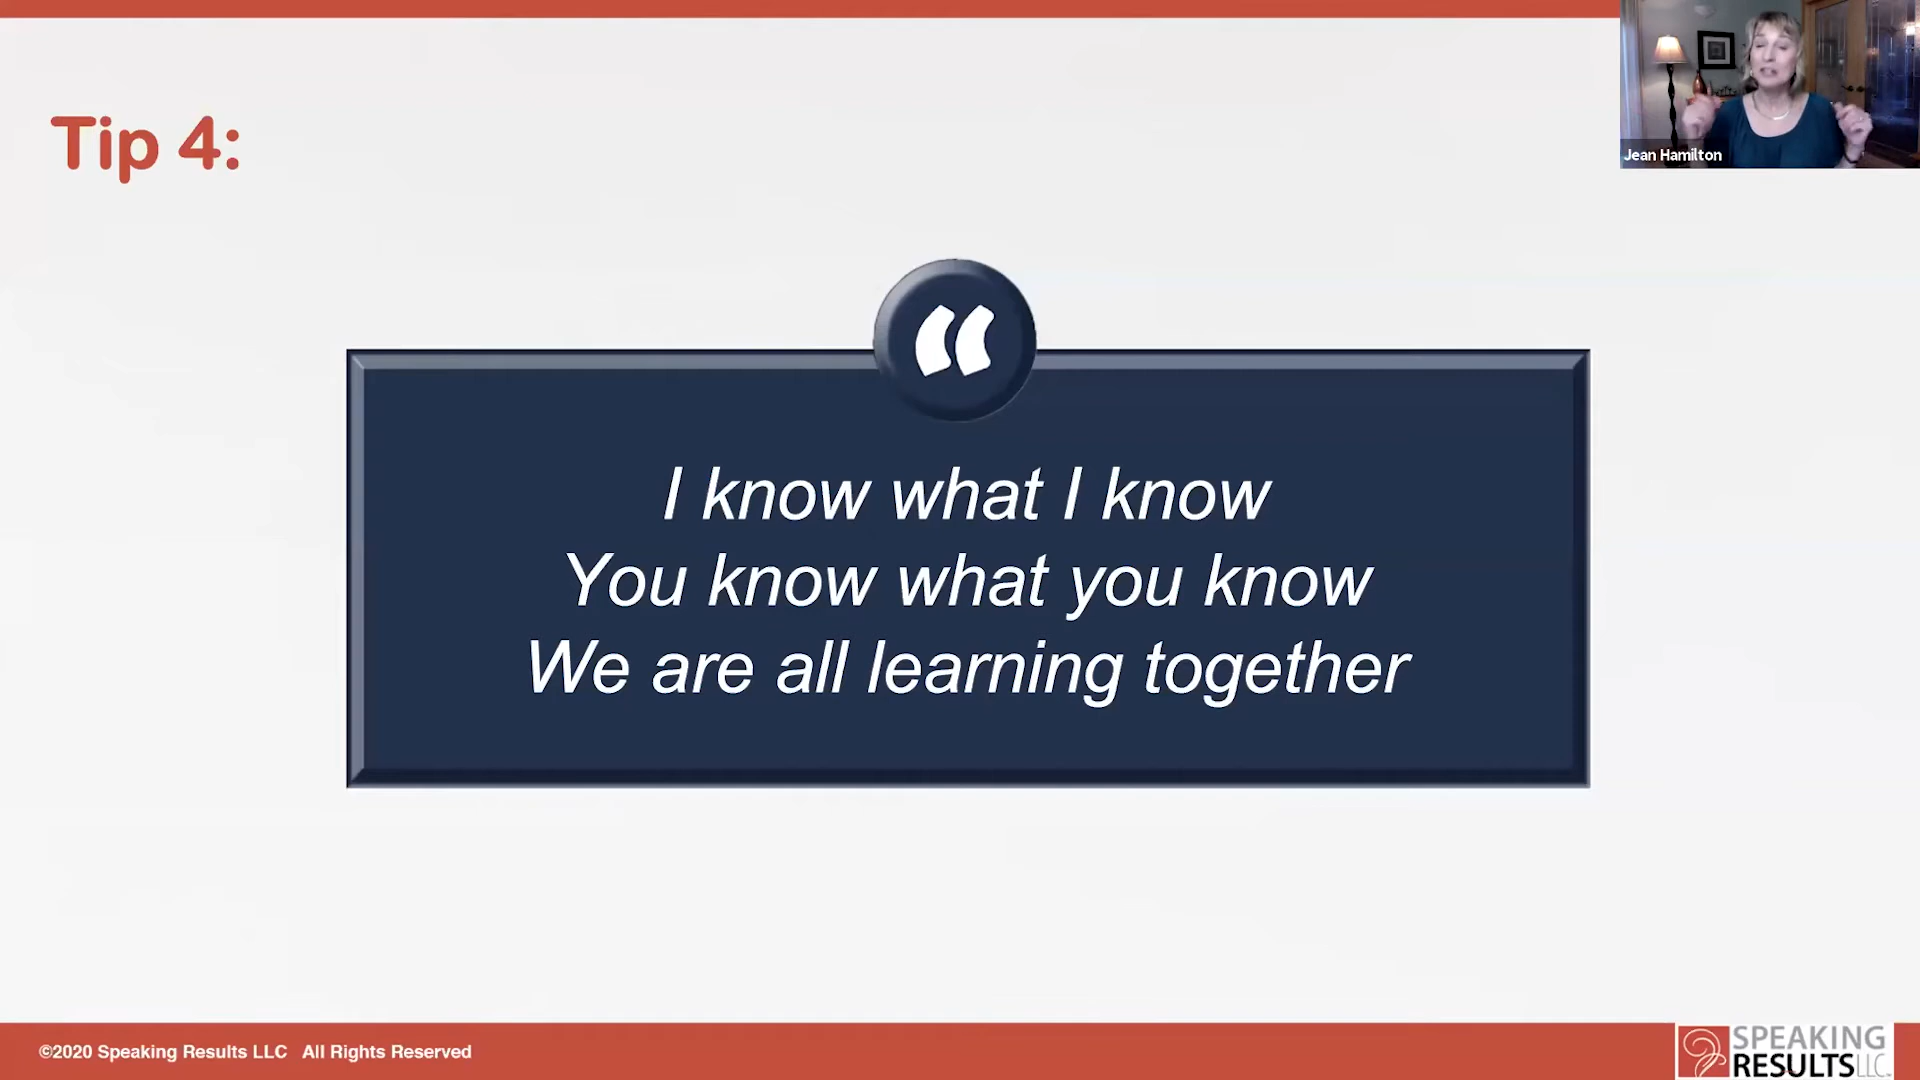 Tip 4:
Jean Hamilton
“
I know what I know
You know what you know
We are all learning together
©2020 Speaking Results LLC All Rights Reserved
SPEAKING
RESULTS LLC